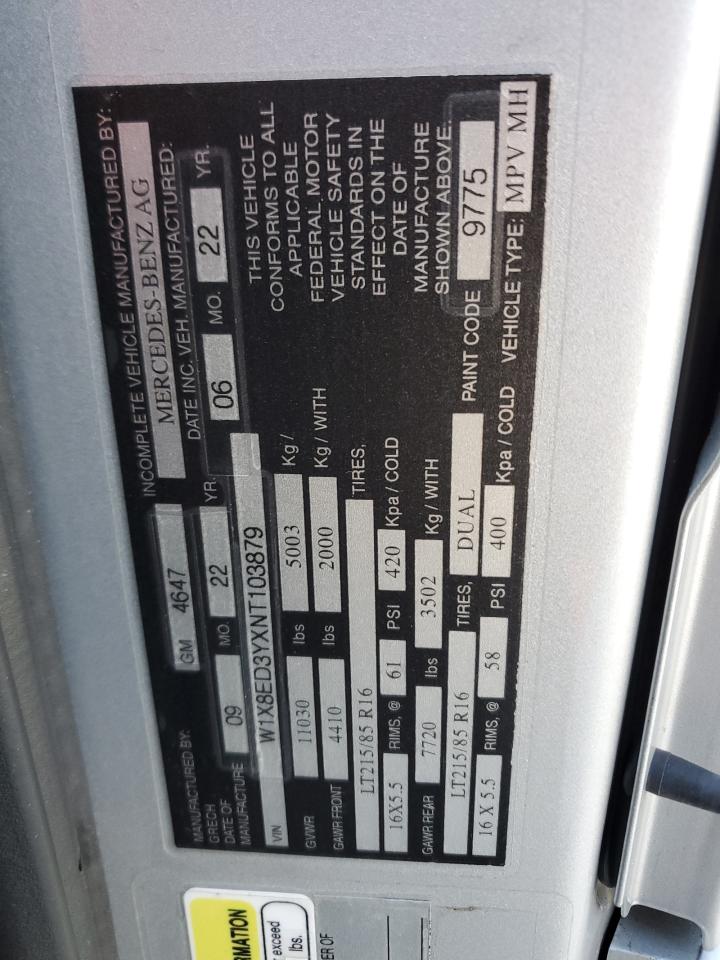 MANUFACTURED BY:
GRECH
GM 4647
INCOMPLETE VEHICLE MANUFACTURED BY:
MERCEDES-BENZ AG
DATE OF
MANUFACTURE
09 MO. 22 YR.
DATE INC. VEH. MANUFACTURED:
06 MO. 22 YR.
VIN W1X8ED3YXNT103879
GVWR 11030 lbs 5003 Kg /
GAWR FRONT 4410 lbs 2000 Kg / WITH
LT215/85 R16 TIRES,
16X5.5 RIMS, @ 61 PSI 420 Kpa / COLD
GAWR REAR 7720 lbs 3502 Kg / WITH
LT215/85 R16 TIRES, DUAL
16 X 5.5 RIMS, @ 58 PSI 400 Kpa / COLD
THIS VEHICLE
CONFORMS TO ALL
APPLICABLE
FEDERAL MOTOR
VEHICLE SAFETY
STANDARDS IN
EFFECT ON THE
DATE OF
MANUFACTURE
SHOWN ABOVE.
PAINT CODE 9775
VEHICLE TYPE: MPV MH
RMATION
exceed
lbs.
ER OF